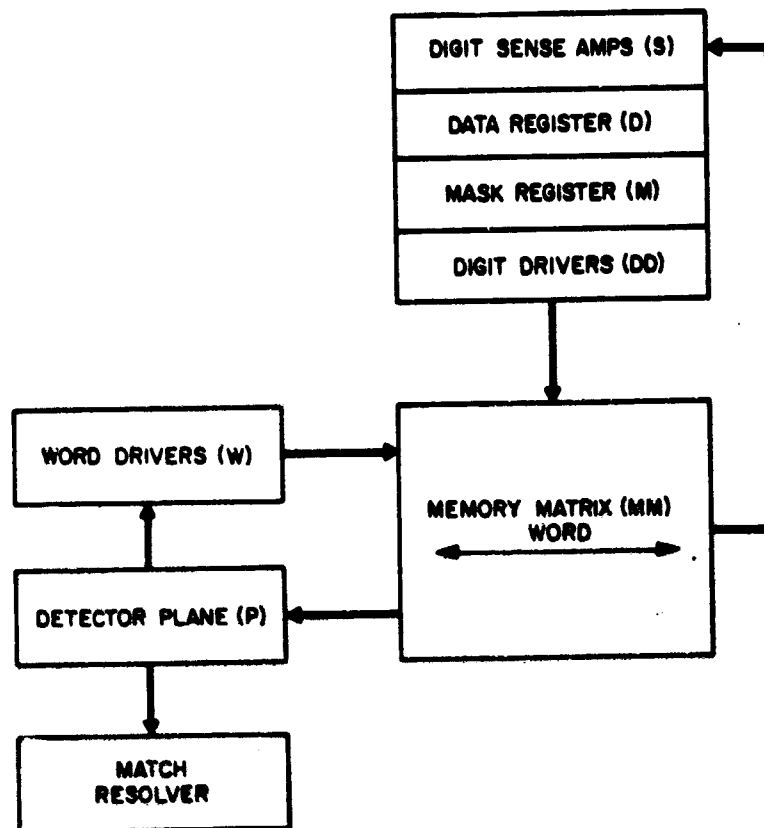 DIGIT SENSE AMPS (S)
DATA REGISTER (D)
MASK REGISTER (M)
DIGIT DRIVERS (DD)
WORD DRIVERS (W)
MEMORY MATRIX (MM)
WORD
DETECTOR PLANE (P)
MATCH
RESOLVER